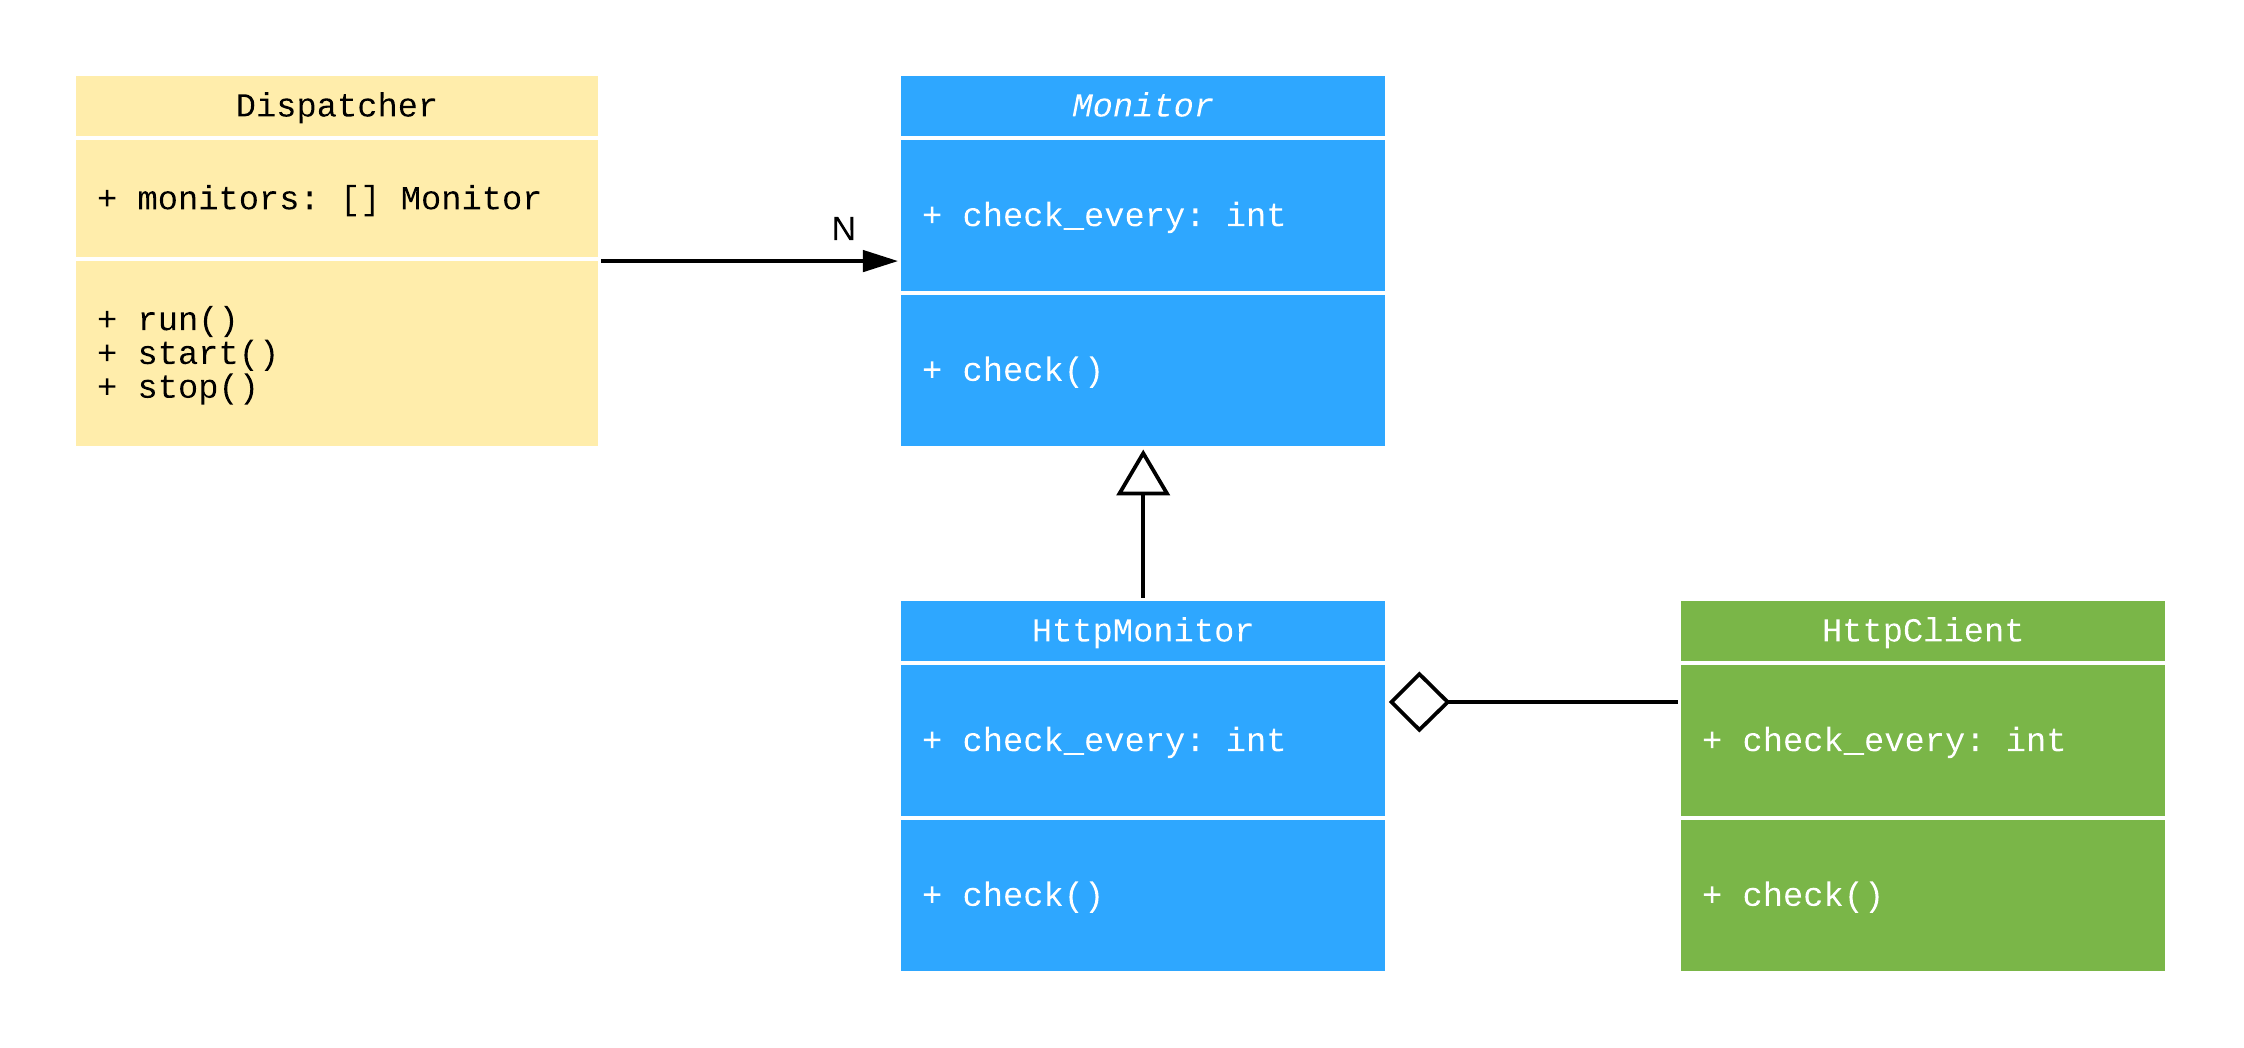 Dispatcher
+ monitors: [] Monitor
+ run()
+ start()
+ stop()
N
Monitor
+ check_every: int
+ check()
HttpMonitor
+ check_every: int
+ check()
HttpClient
+ check_every: int
+ check()